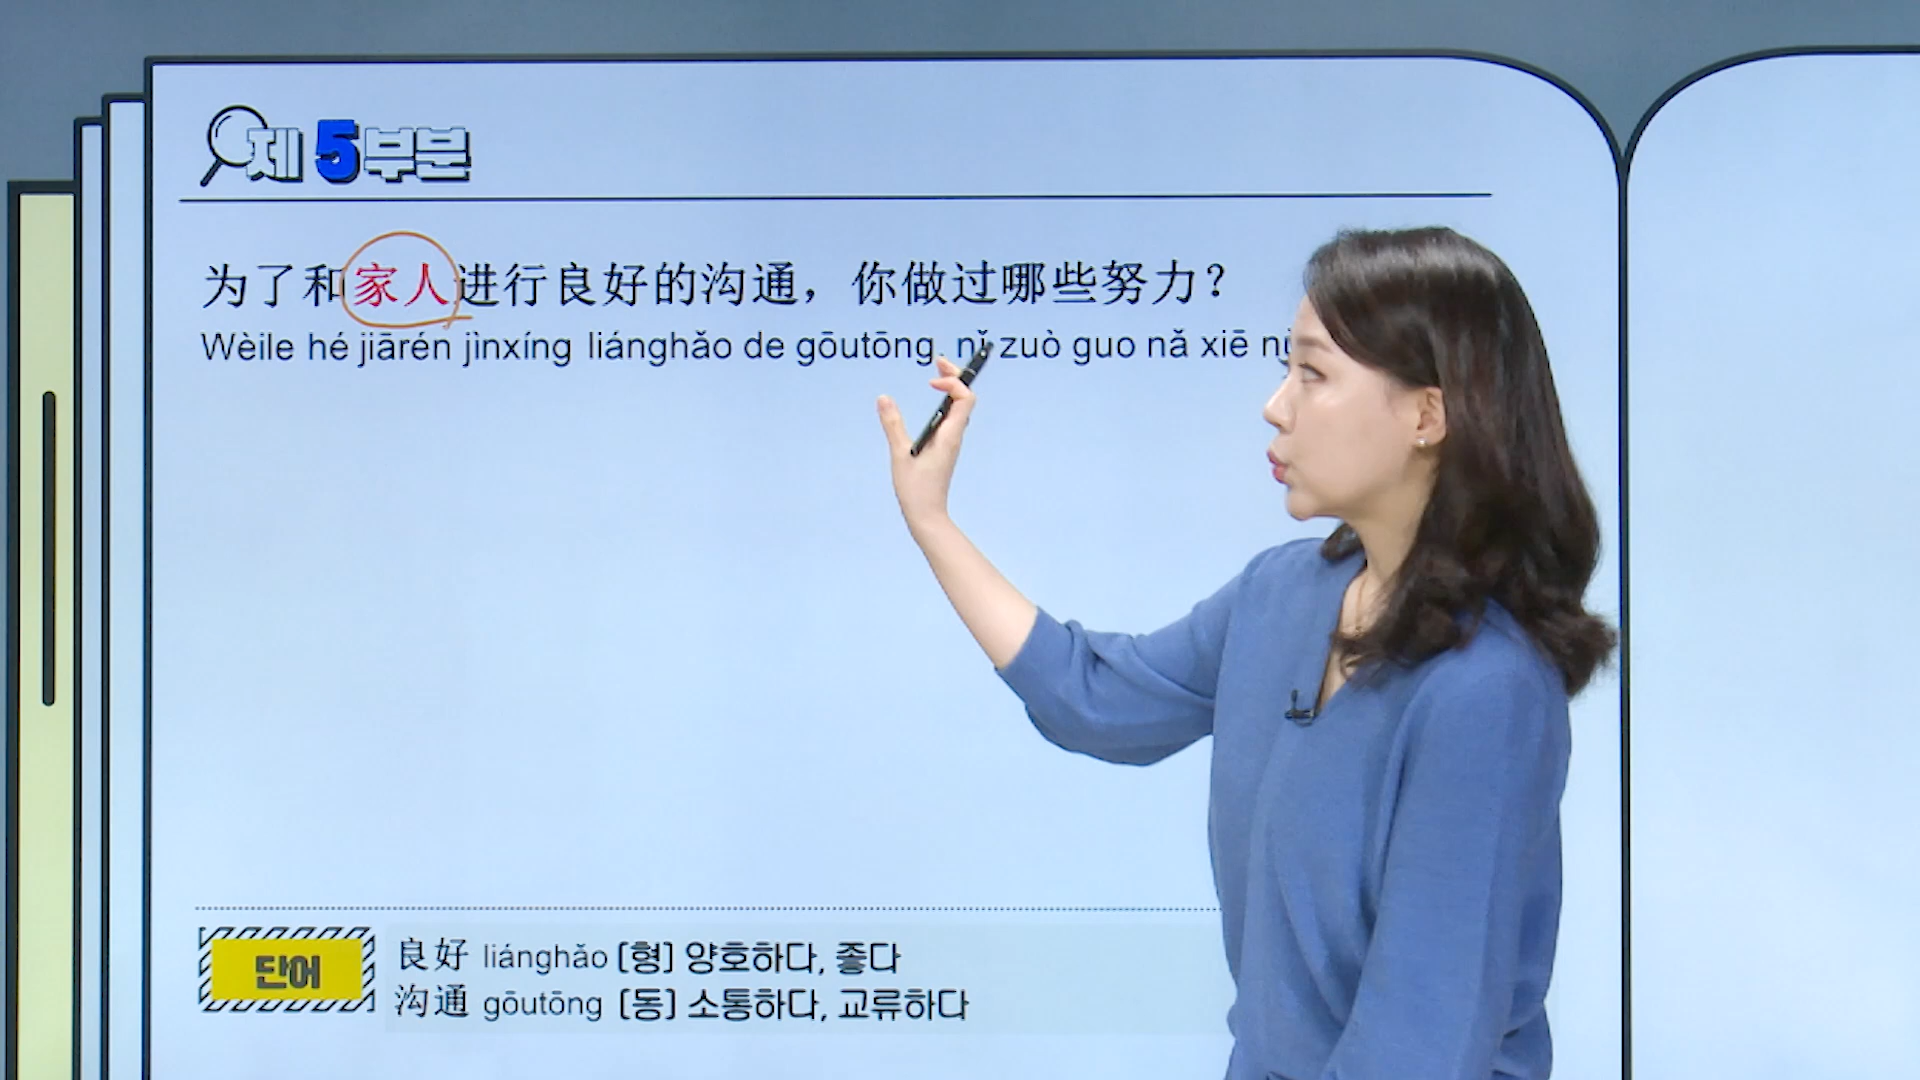 제 5부분
为了和家人进行良好的沟通，你做过哪些努力？
Wèile hé jiārén jìnxíng liánghǎo de gōutōng, nǐ zuò guo nǎ xiē
단어
良好 liánghǎo [형] 양호하다, 좋다
沟通 gōutōng [동] 소통하다, 교류하다